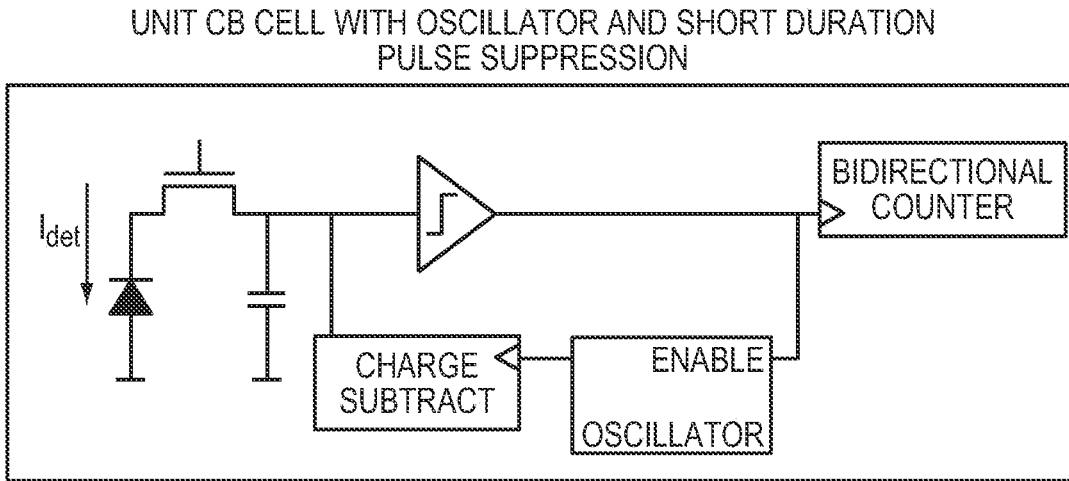 UNIT CB CELL WITH OSCILLATOR AND SHORT DURATION
PULSE SUPPRESSION
I_det
BIDIRECTIONAL
COUNTER
CHARGE
SUBTRACT
ENABLE
OSCILLATOR